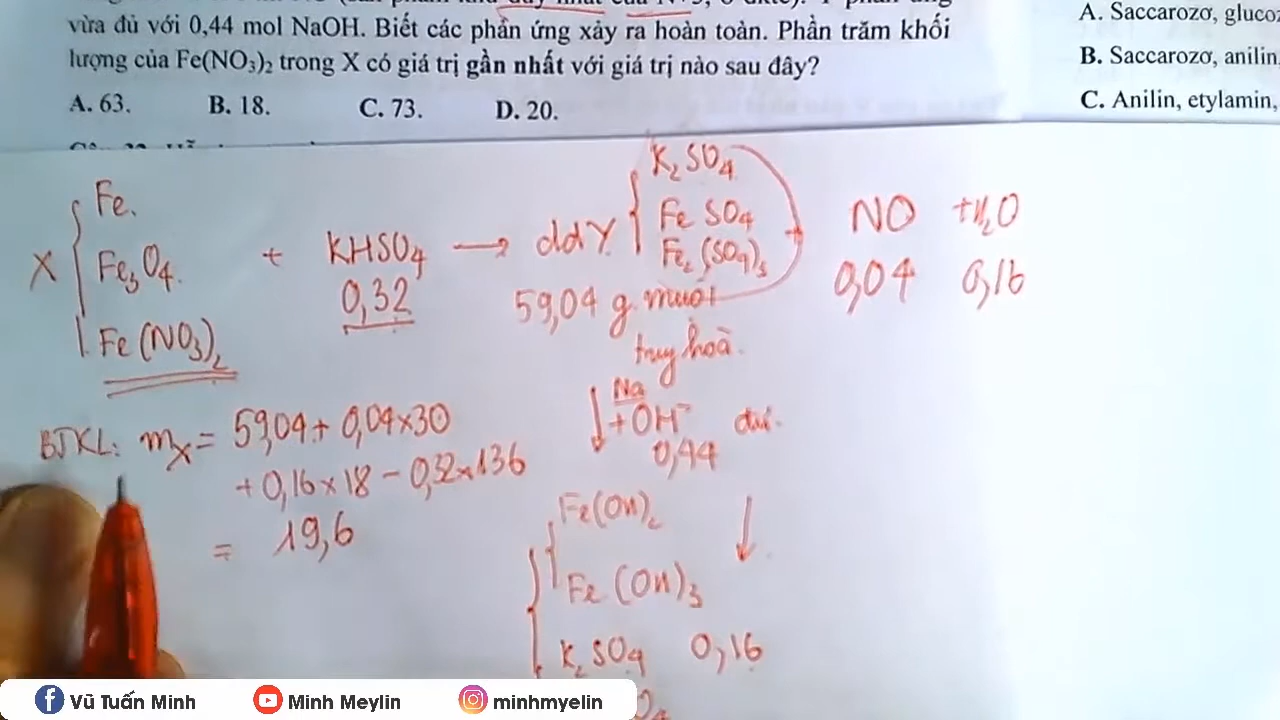 vừa đủ với 0,44 mol NaOH. Biết các phản ứng xảy ra hoàn toàn. Phần trăm khối
lượng của Fe(NO₃)₂ trong X có giá trị gần nhất với giá trị nào sau đây?
A. 63. B. 18. C. 73. D. 20.
A. Saccarozơ, gluco
B. Saccarozơ, anilin,
C. Anilin, etylamin,
X { Fe. Fe₃O₄. Fe(NO₃)₂
+ KHSO₄ → ddY { K₂SO₄ FeSO₄ Fe₂(SO₄)₃
0,32
59,04 g muối
trung hoà.
NO + H₂O
0,04 0,16
BTKL: mₓ = 59,04 + 0,04x30
+ 0,16 x 18 - 0,32x136
= 19,6
Na
+ OH⁻ đủ.
0,44
↓
Fe(OH)₂
Fe(OH)₃
K₂SO₄ 0,16
Vũ Tuấn Minh Minh Meylin minhmyelin